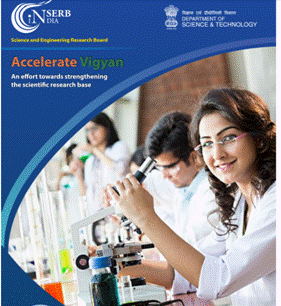 SERB
INDIA
Science and Engineering Research Board
विज्ञान एवं प्रौद्योगिकी विभाग
DEPARTMENT OF
SCIENCE & TECHNOLOGY
Accelerate Vigyan
An effort towards strengthening
the scientific research base